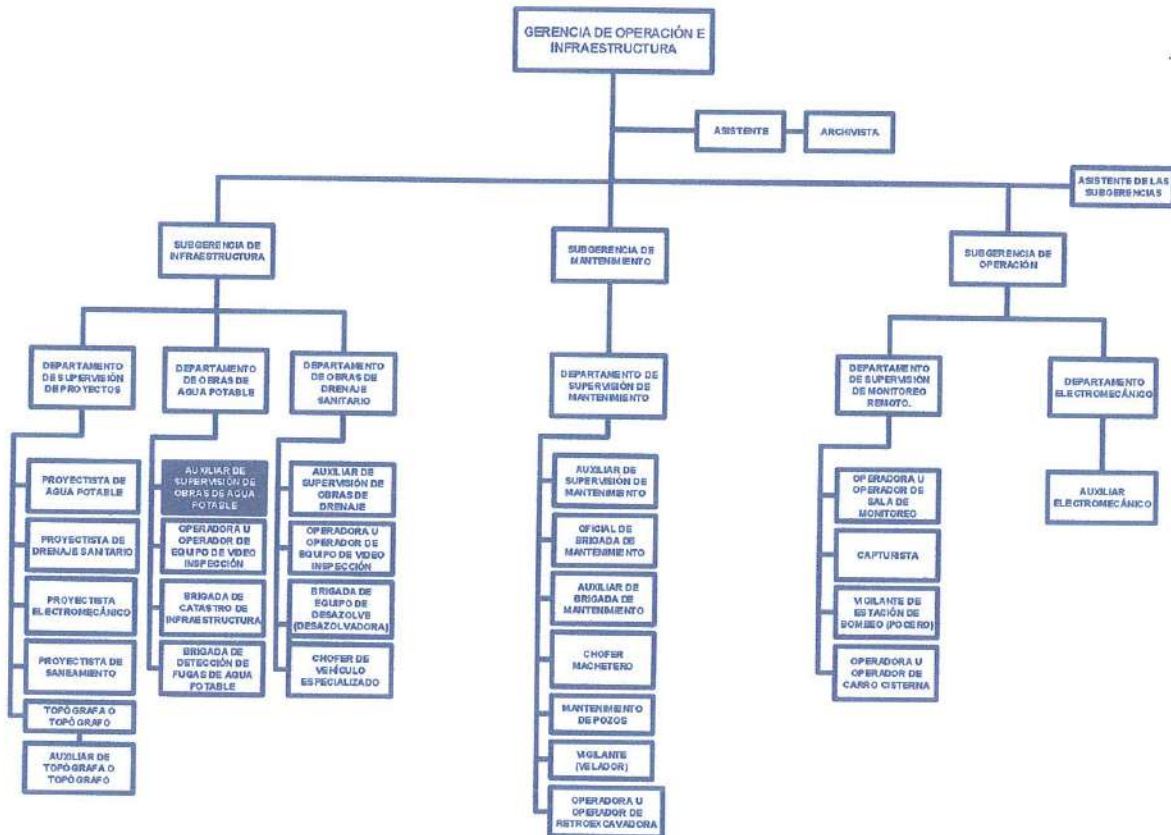 GERENCIA DE OPERACIÓN E
INFRAESTRUCTURA
ASISTENTE
ARCHIVISTA
ASISTENTE DE LAS
SUBGERENCIAS
SUBGERENCIA DE
INFRAESTRUCTURA
SUBGERENCIA DE
MANTENIMIENTO
SUBGERENCIA DE
OPERACIÓN
DEPARTAMENTO
DE SUPERVISIÓN
DE PROYECTOS
DEPARTAMENTO
DE OBRAS DE
AGUA POTABLE
DEPARTAMENTO
DE OBRAS DE
DRENAJE
SANITARIO
DEPARTAMENTO DE
SUPERVISIÓN DE
MANTENIMIENTO
DEPARTAMENTO
DE SUPERVISIÓN
DE MONITOREO
REMOTO.
DEPARTAMENTO
ELECTROMECÁNICO
PROYECTISTA DE
AGUA POTABLE
PROYECTISTA
DE DRENAJE SANITARIO
PROYECTISTA
ELECTROMECÁNICO
PROYECTISTA DE
SANEAMIENTO
TOPÓGRAFA O
TOPÓGRAFO
AUXILIAR DE
TOPÓGRAFA O
TOPÓGRAFO
AUXILIAR DE
SUPERVISIÓN DE
OBRAS DE AGUA
POTABLE
OPERADORA U
OPERADOR DE
EQUIPO DE VIDEO
INSPECCIÓN
BRIGADA DE
CATASTRO DE
INFRAESTRUCTURA
BRIGADA DE
DETECCIÓN DE
FUGAS DE AGUA
POTABLE
AUXILIAR DE
SUPERVISIÓN DE
OBRAS DE
DRENAJE
OPERADORA U
OPERADOR DE
EQUIPO DE VIDEO
INSPECCIÓN
BRIGADA DE
EQUIPO DE
DESAZOLVE
(DESAZOLVADORA)
CHOFER DE
VEHÍCULO
ESPECIALIZADO
AUXILIAR DE
SUPERVISIÓN DE
MANTENIMIENTO
OFICIAL DE
BRIGADA DE
MANTENIMIENTO
AUXILIAR DE
BRIGADA DE
MANTENIMIENTO
CHOFER
MACHETERO
MANTENIMIENTO
DE POZOS
VIGILANTE
(VELADOR)
OPERADORA U
OPERADOR DE
RETROEXCAVADORA
OPERADORA U
OPERADOR DE
SALA DE
MONITOREO
CAPTURISTA
VIGILANTE DE
ESTACIÓN DE
BOMBEO (POCERO)
OPERADORA U
OPERADOR DE
CARRO CISTERNA
AUXILIAR
ELECTROMECÁNICO